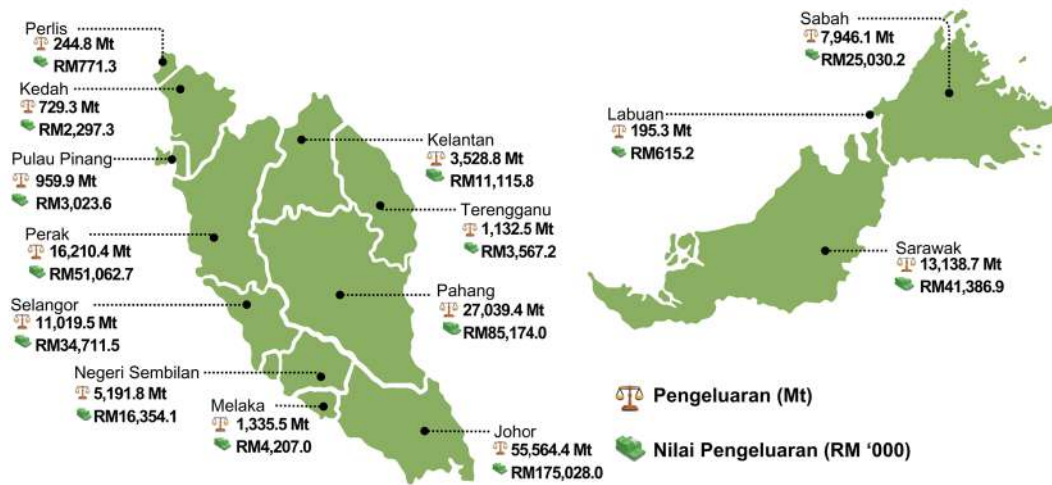 Perlis
244.8 Mt
RM771.3
Kedah
729.3 Mt
RM2,297.3
Pulau Pinang
959.9 Mt
RM3,023.6
Perak
16,210.4 Mt
RM51,062.7
Selangor
11,019.5 Mt
RM34,711.5
Negeri Sembilan
5,191.8 Mt
RM16,354.1
Melaka
1,335.5 Mt
RM4,207.0
Kelantan
3,528.8 Mt
RM11,115.8
Terengganu
1,132.5 Mt
RM3,567.2
Pahang
27,039.4 Mt
RM85,174.0
Johor
55,564.4 Mt
RM175,028.0
Sabah
7,946.1 Mt
RM25,030.2
Labuan
195.3 Mt
RM615.2
Sarawak
13,138.7 Mt
RM41,386.9
Pengeluaran (Mt)
Nilai Pengeluaran (RM ‘000)